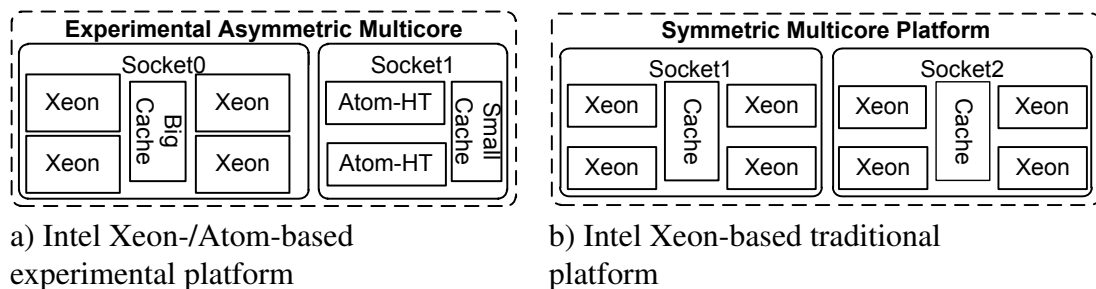 Experimental Asymmetric Multicore
Socket0
Xeon
Big
Cache
Xeon
Xeon
Xeon
Socket1
Atom-HT
Small
Cache
Atom-HT
a) Intel Xeon-/Atom-based
experimental platform
Symmetric Multicore Platform
Socket1
Xeon
Cache
Xeon
Xeon
Xeon
Socket2
Xeon
Cache
Xeon
Xeon
Xeon
b) Intel Xeon-based traditional
platform